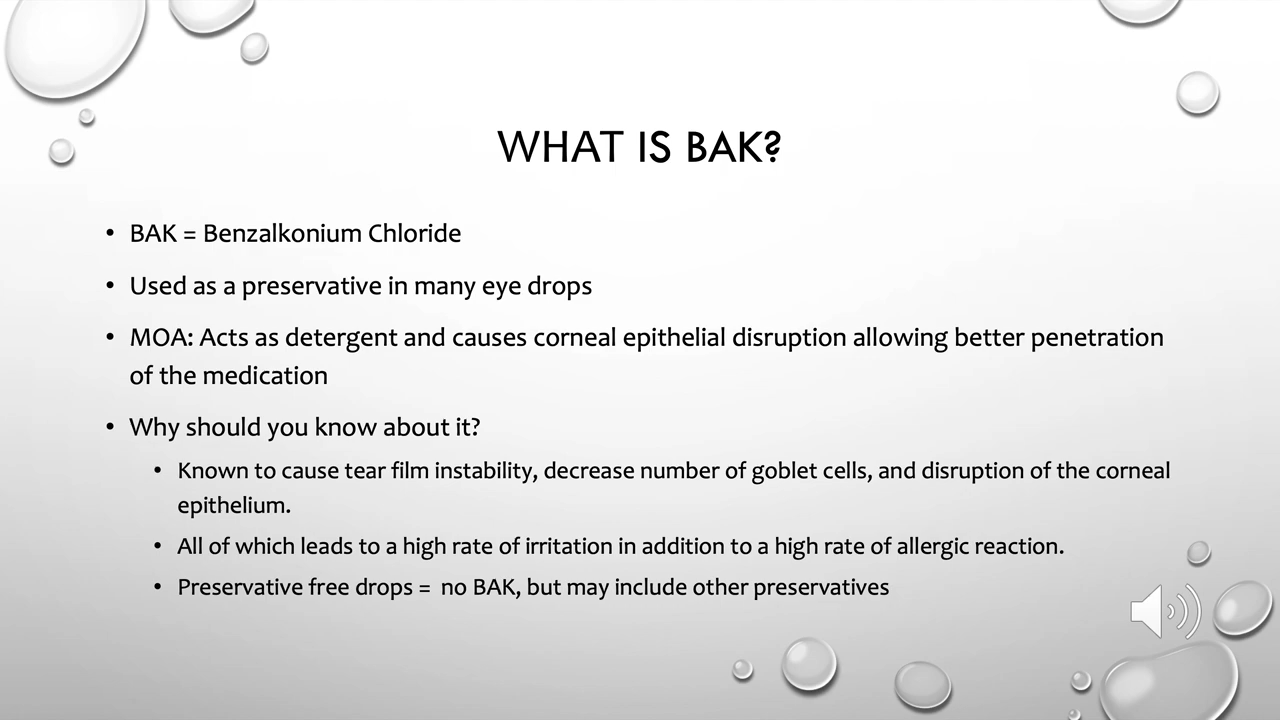 WHAT IS BAK?
• BAK = Benzalkonium Chloride
• Used as a preservative in many eye drops
• MOA: Acts as detergent and causes corneal epithelial disruption allowing better penetration
of the medication
• Why should you know about it?
• Known to cause tear film instability, decrease number of goblet cells, and disruption of the corneal
epithelium.
• All of which leads to a high rate of irritation in addition to a high rate of allergic reaction.
• Preservative free drops = no BAK, but may include other preservatives